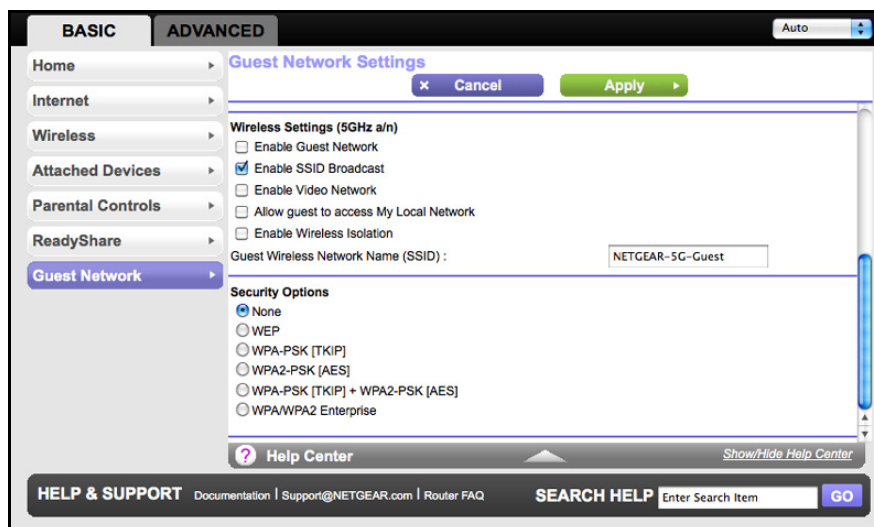 BASIC ADVANCED Auto
Home
Internet
Wireless
Attached Devices
Parental Controls
ReadyShare
Guest Network
Guest Network Settings
× Cancel Apply
Wireless Settings (5GHz a/n)
Enable Guest Network
Enable SSID Broadcast
Enable Video Network
Allow guest to access My Local Network
Enable Wireless Isolation
Guest Wireless Network Name (SSID) : NETGEAR-5G-Guest
Security Options
None
WEP
WPA-PSK [TKIP]
WPA2-PSK [AES]
WPA-PSK [TKIP] + WPA2-PSK [AES]
WPA/WPA2 Enterprise
? Help Center Show/Hide Help Center
HELP & SUPPORT Documentation | Support@NETGEAR.com | Router FAQ SEARCH HELP Enter Search Item GO